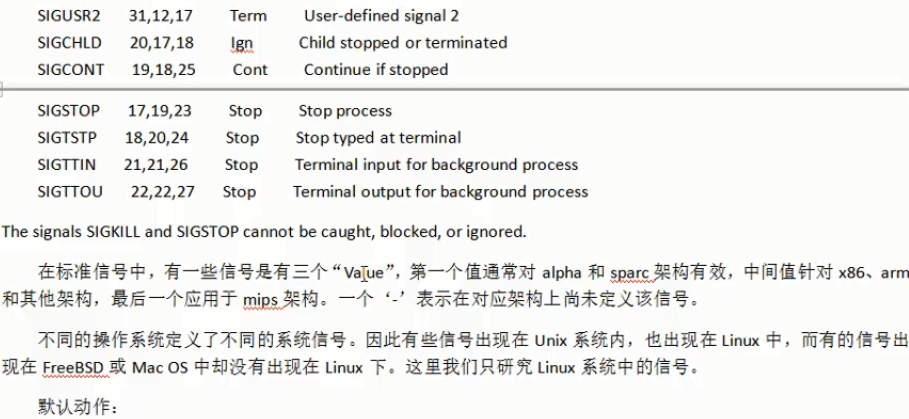 SIGUSR2 31,12,17 Term User-defined signal 2
SIGCHLD 20,17,18 Ign Child stopped or terminated
SIGCONT 19,18,25 Cont Continue if stopped
SIGSTOP 17,19,23 Stop Stop process
SIGTSTP 18,20,24 Stop Stop typed at terminal
SIGTTIN 21,21,26 Stop Terminal input for background process
SIGTTOU 22,22,27 Stop Terminal output for background process
The signals SIGKILL and SIGSTOP cannot be caught, blocked, or ignored.
在标准信号中，有一些信号是有三个“Value”，第一个值通常对 alpha 和 sparc 架构有效，中间值针对 x86、arm
和其他架构，最后一个应用于 mips 架构。一个‘-’表示在对应架构上尚未定义该信号。
不同的操作系统定义了不同的系统信号。因此有些信号出现在 Unix 系统内，也出现在 Linux 中，而有的信号出
现在 FreeBSD 或 Mac OS 中却没有出现在 Linux 下。这里我们只研究 Linux 系统中的信号。
默认动作：